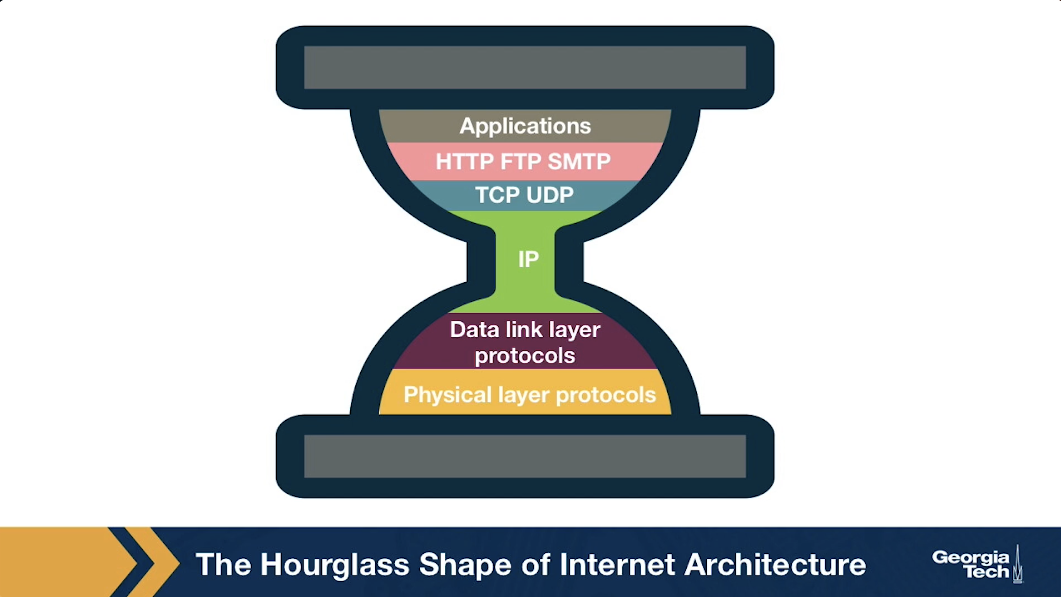 Applications
HTTP FTP SMTP
TCP UDP
IP
Data link layer
protocols
Physical layer protocols
The Hourglass Shape of Internet Architecture
Georgia
Tech